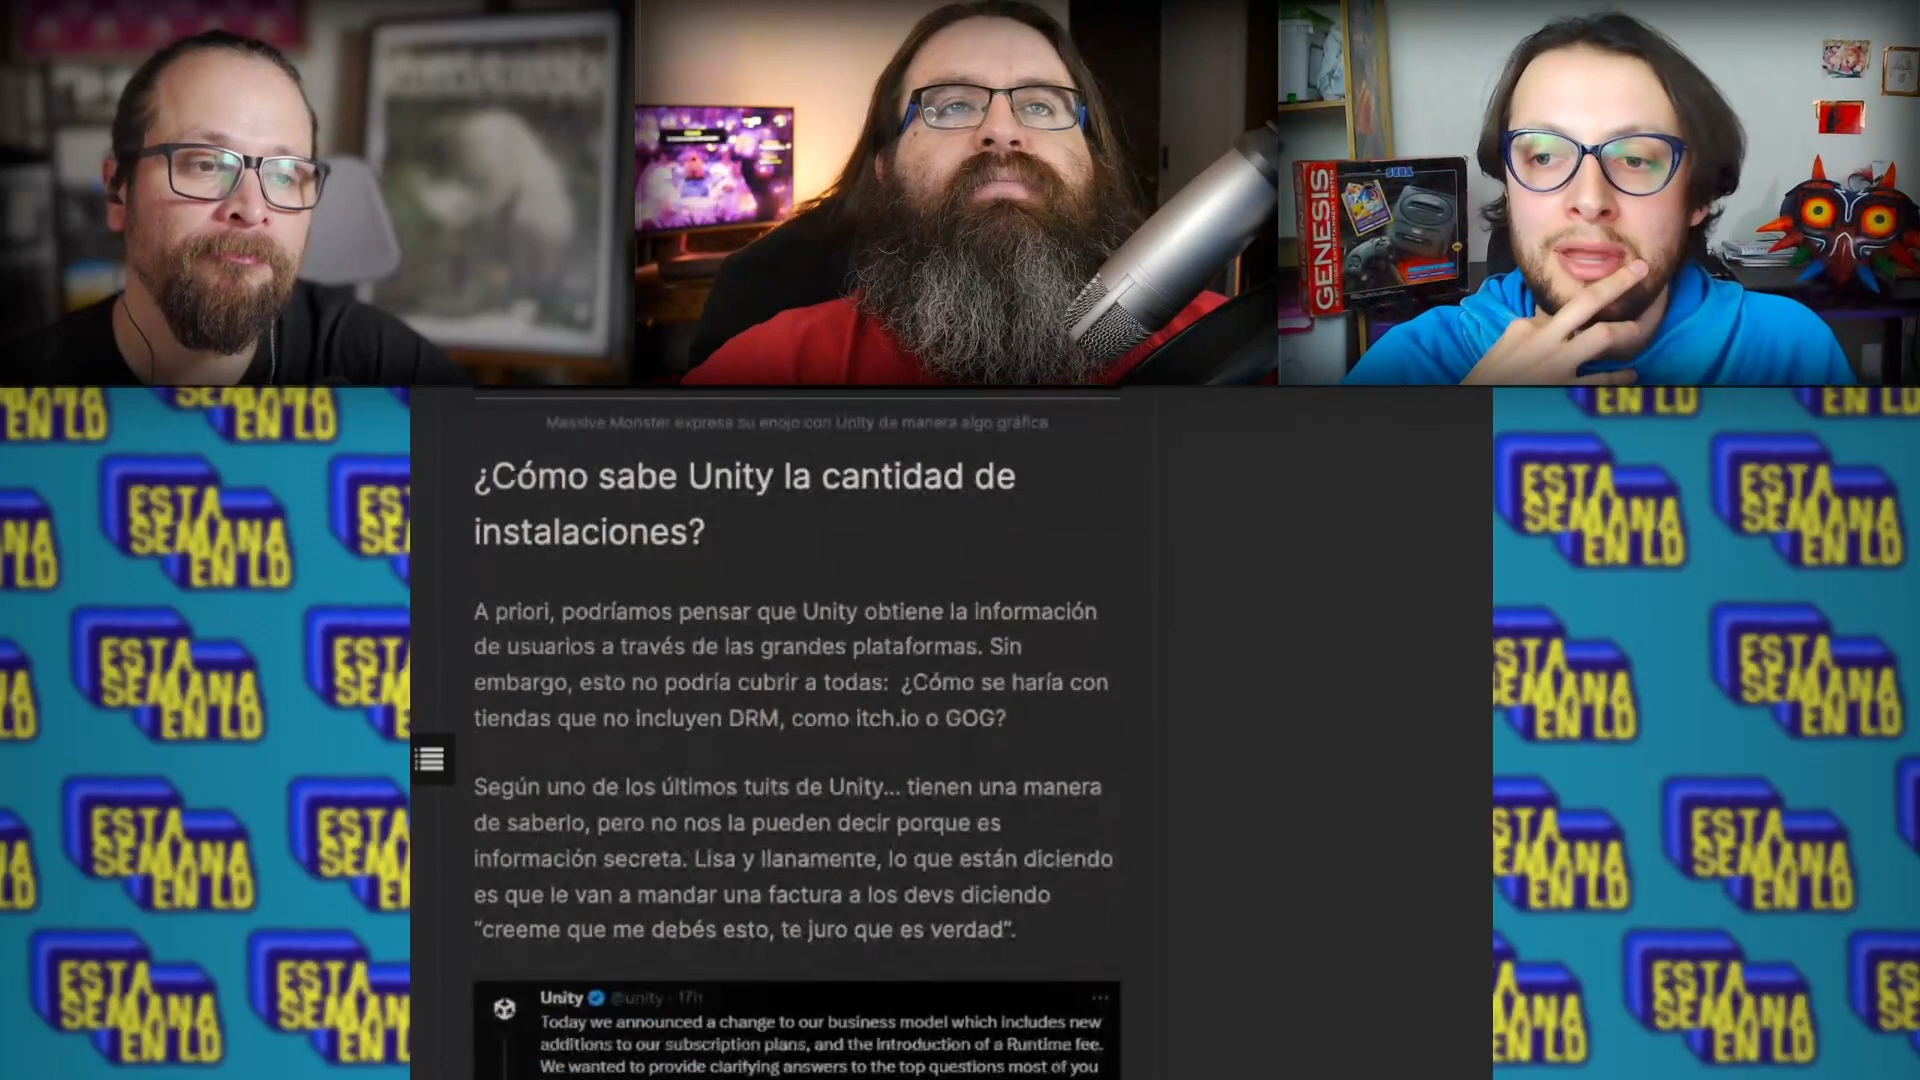 SEGA
GENESIS
Massive Monster expresa su enojo con Unity de manera algo gráfica
¿Cómo sabe Unity la cantidad de
instalaciones?
A priori, podríamos pensar que Unity obtiene la información
de usuarios a través de las grandes plataformas. Sin
embargo, esto no podría cubrir a todas: ¿Cómo se haría con
tiendas que no incluyen DRM, como itch.io o GOG?
Según uno de los últimos tuits de Unity... tienen una manera
de saberlo, pero no nos la pueden decir porque es
información secreta. Lisa y llanamente, lo que están diciendo
es que le van a mandar una factura a los devs diciendo
“creeme que me debés esto, te juro que es verdad”.
Unity @unity · 17h
Today we announced a change to our business model which includes new
additions to our subscription plans, and the introduction of a Runtime fee.
We wanted to provide clarifying answers to the top questions most of you
ESTA
SEMANA
EN LD